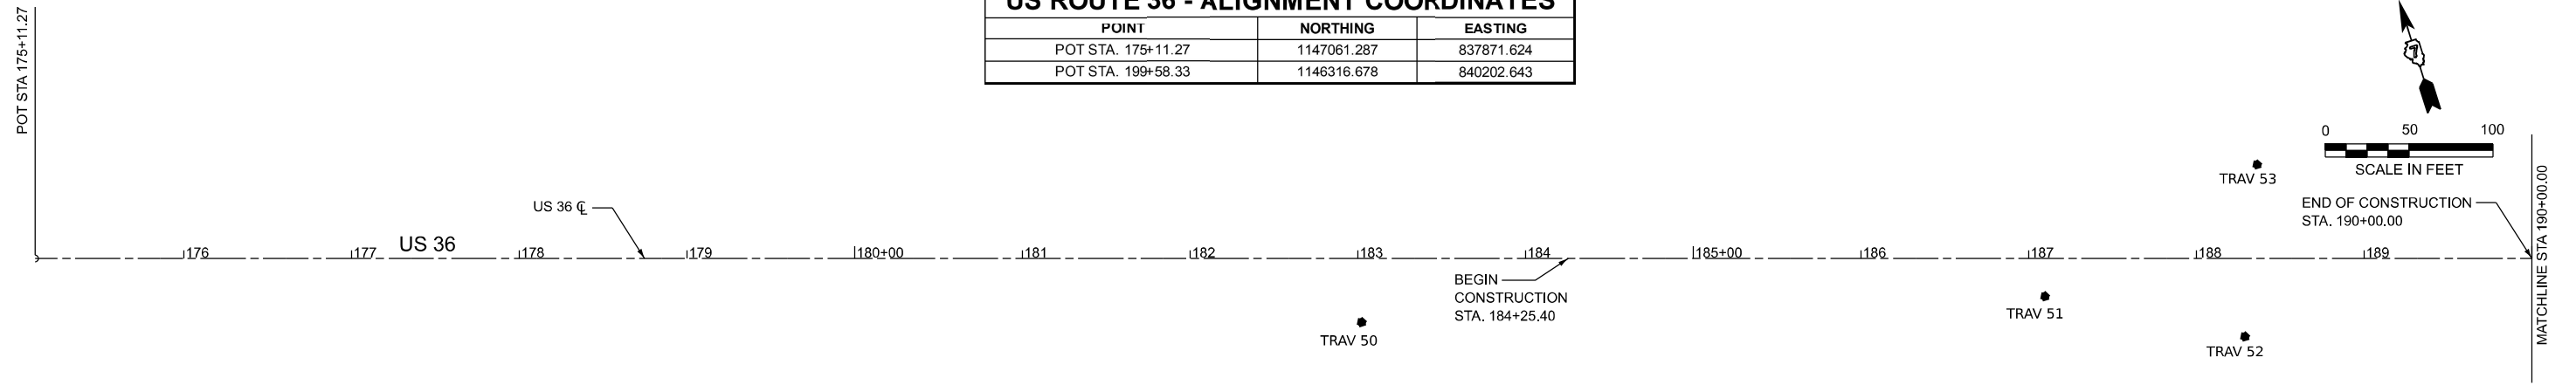 US ROUTE 36 - ALIGNMENT COORDINATES
POINT NORTHING EASTING
POT STA. 175+11.27 1147061.287 837871.624
POT STA. 199+58.33 1146316.678 840202.643
POT STA 175+11.27
0 50 100
SCALE IN FEET
TRAV 53
END OF CONSTRUCTION
STA. 190+00.00
MATCHLINE STA 190+00.00
US 36 ℄
US 36
176 177 178 179 180+00 181 182 183 184 185+00 186 187 188 189
BEGIN
CONSTRUCTION
STA. 184+25.40
TRAV 50
TRAV 51
TRAV 52